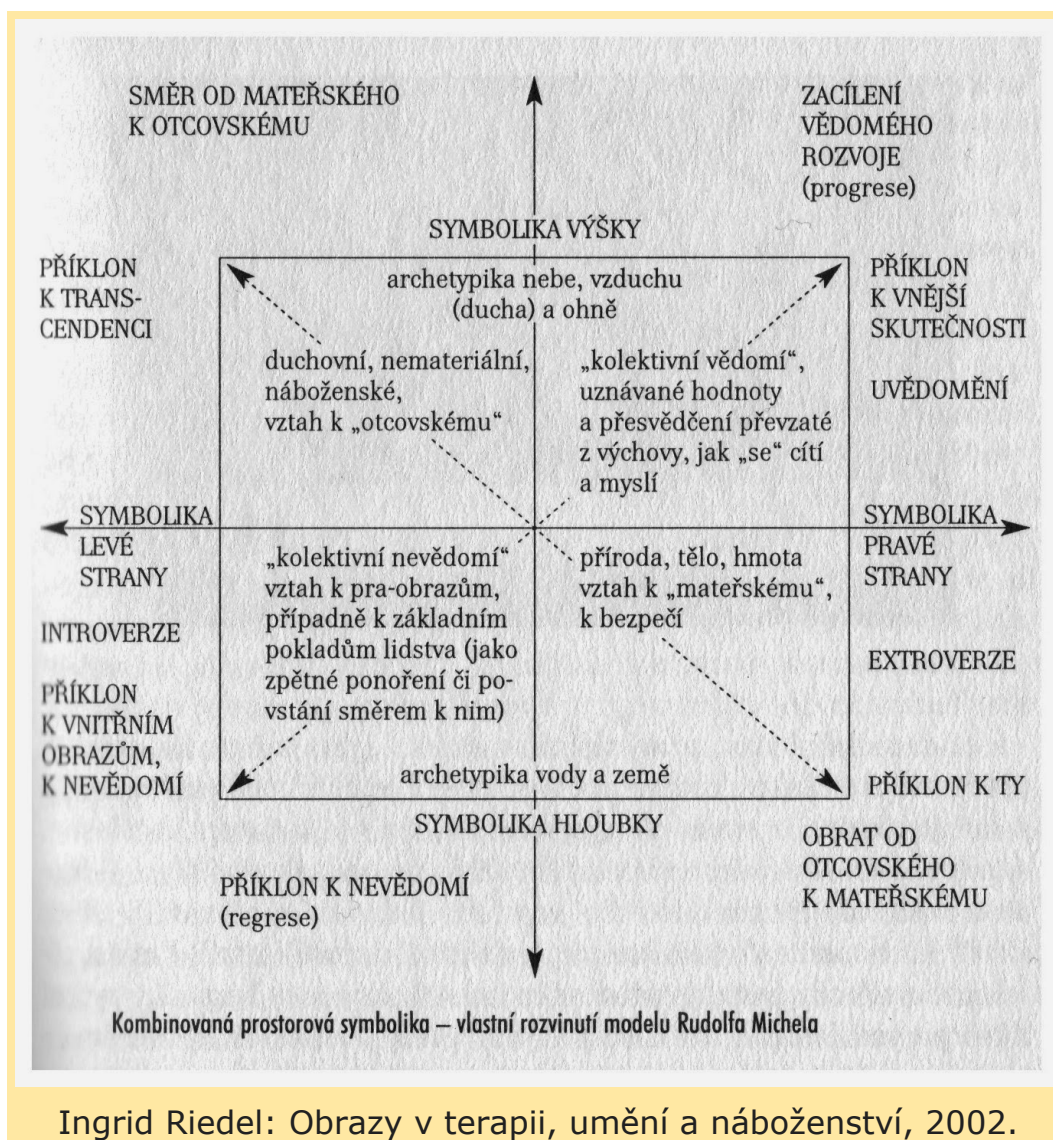 SMĚR OD MATEŘSKÉHO
K OTCOVSKÉMU
ZACÍLENÍ
VĚDOMÉHO
ROZVOJE
(progrese)
SYMBOLIKA VÝŠKY
PŘÍKLON
K TRANS-
CENDENCI
archetypika nebe, vzduchu
(ducha) a ohně
PŘÍKLON
K VNĚJŠÍ
SKUTEČNOSTI
UVĚDOMĚNÍ
duchovní, nemateriální,
náboženské,
vztah k „otcovskému“
„kolektivní vědomí“,
uznávané hodnoty
a přesvědčení převzaté
z výchovy, jak „se“ cítí
a myslí
SYMBOLIKA
LEVÉ
STRANY
INTROVERZE
PŘÍKLON
K VNITŘNÍM
OBRAZŮM,
K NEVĚDOMÍ
„kolektivní nevědomí“
vztah k pra-obrazům,
případně k základním
pokladům lidstva (jako
zpětné ponoření či po-
vstání směrem k nim)
příroda, tělo, hmota
vztah k „mateřskému“,
k bezpečí
SYMBOLIKA
PRAVÉ
STRANY
EXTROVERZE
PŘÍKLON K TY
archetypika vody a země
SYMBOLIKA HLOUBKY
PŘÍKLON K NEVĚDOMÍ
(regrese)
OBRAT OD
OTCOVSKÉHO
K MATEŘSKÉMU
Kombinovaná prostorová symbolika – vlastní rozvinutí modelu Rudolfa Michela
Ingrid Riedel: Obrazy v terapii, umění a náboženství, 2002.